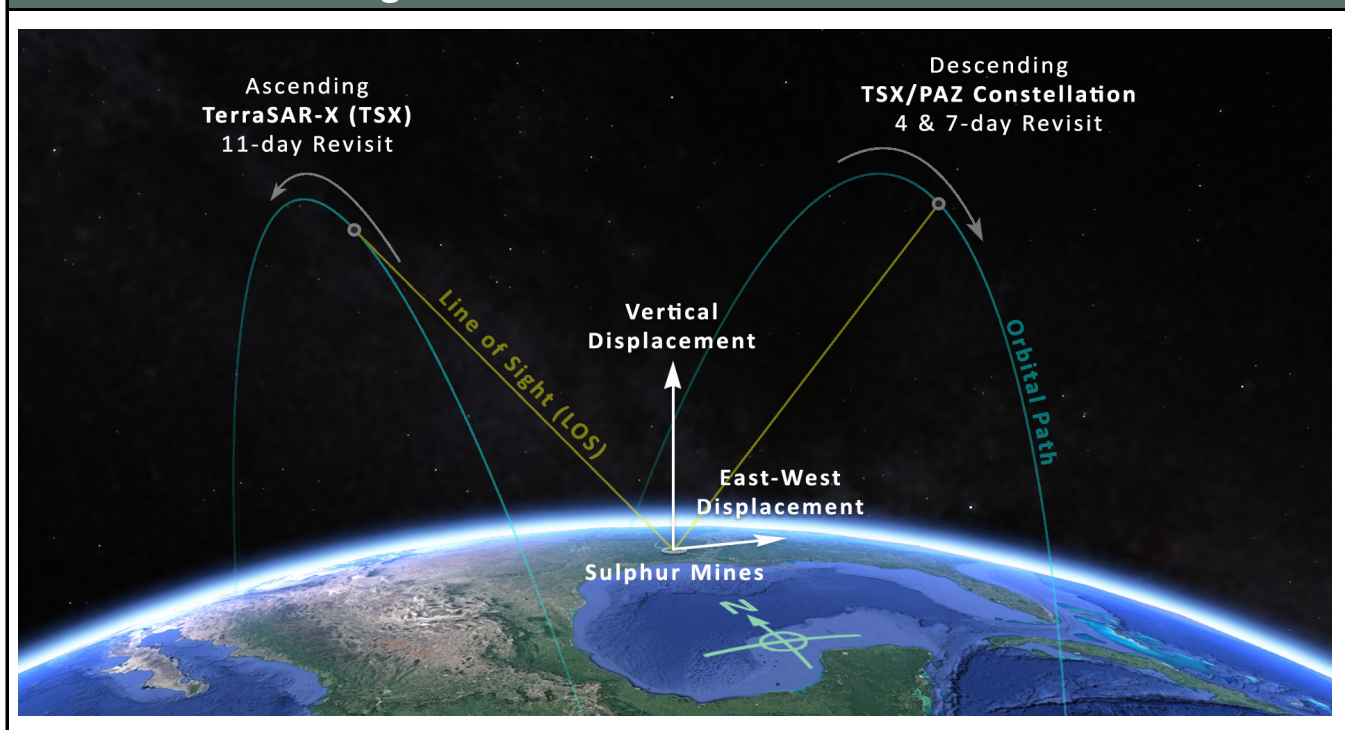 Ascending
TerraSAR-X (TSX)
11-day Revisit
Descending
TSX/PAZ Constellation
4 & 7-day Revisit
Line of Sight (LOS)
Vertical
Displacement
Orbital Path
East-West
Displacement
Sulphur Mines
N